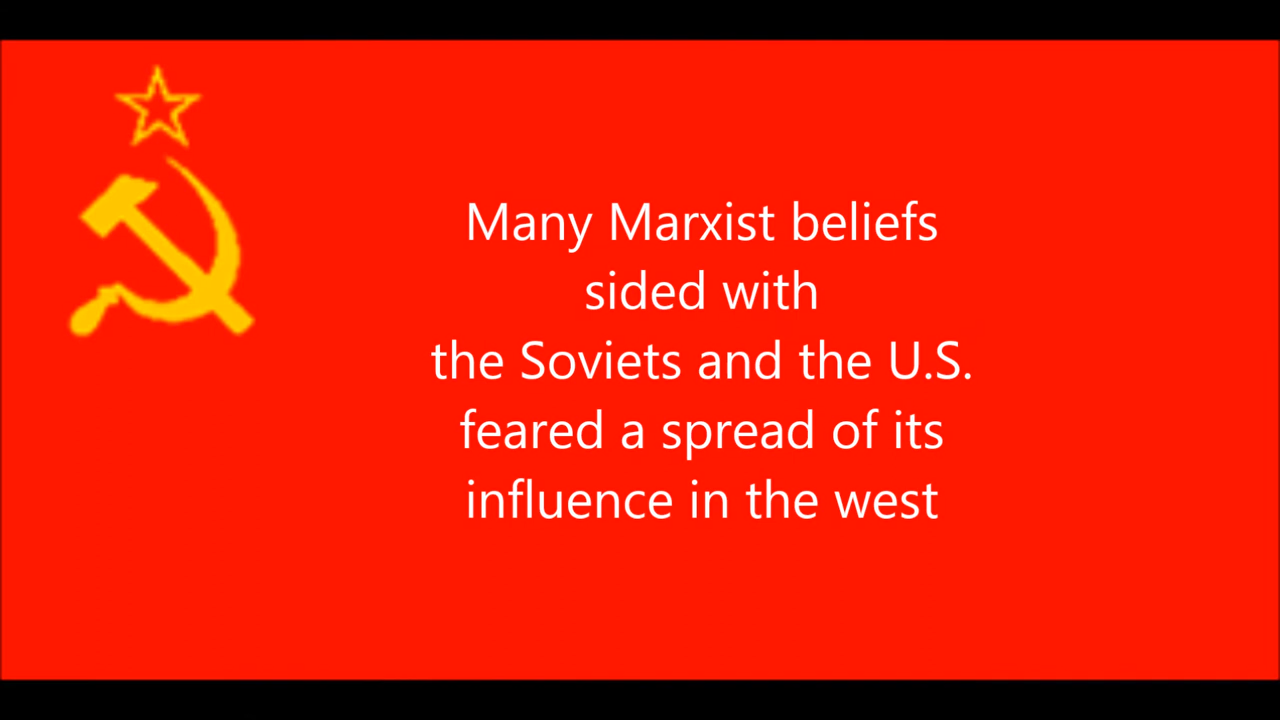 Many Marxist beliefs
sided with
the Soviets and the U.S.
feared a spread of its
influence in the west